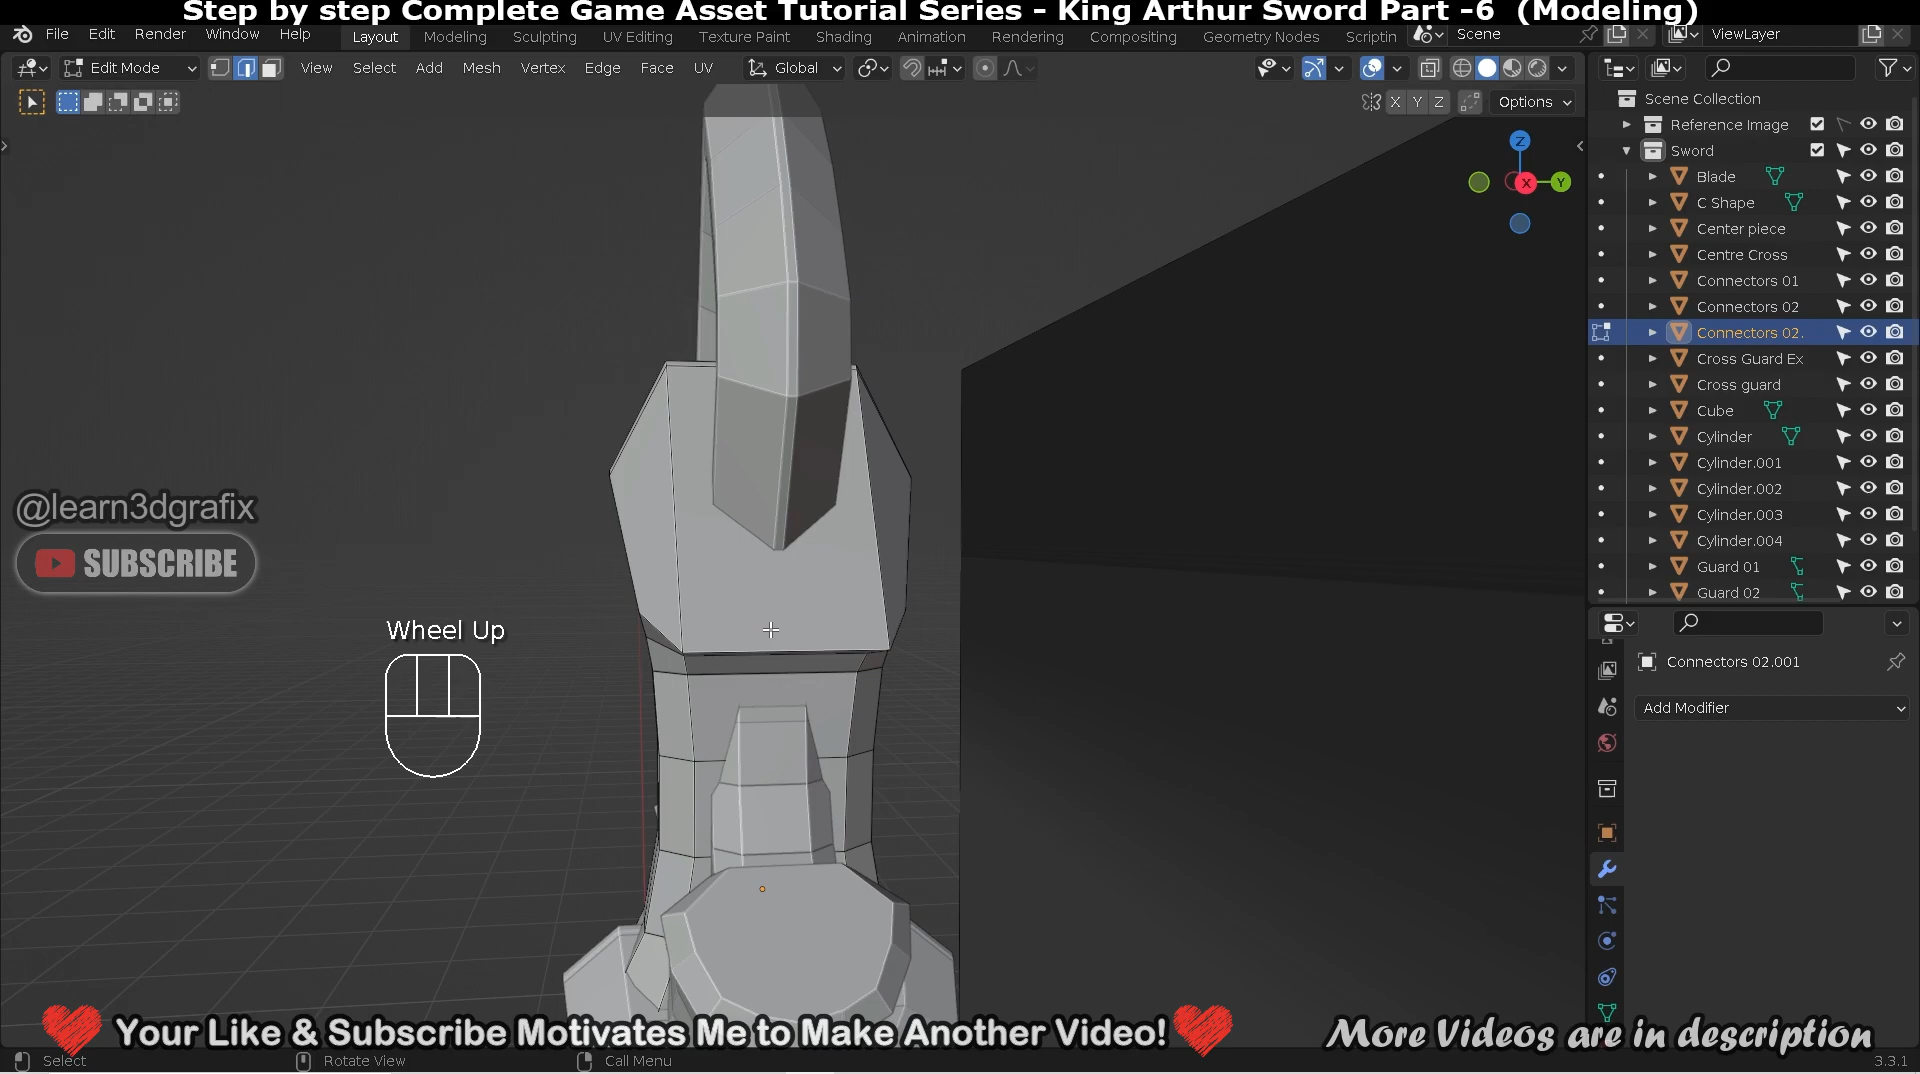 Step by step Complete Game Asset Tutorial Series - King Arthur Sword Part -6 (Modeling)
File Edit Render Window Help Layout Modeling Sculpting UV Editing Texture Paint Shading Animation Rendering Compositing Geometry Nodes Scriptin Scene ViewLayer
Edit Mode View Select Add Mesh Vertex Edge Face UV Global
X Y Z Options
Scene Collection
Reference Image
Sword
Blade
C Shape
Center piece
Centre Cross
Connectors 01
Connectors 02
Connectors 02.
Cross Guard Ex
Cross guard
Cube
Cylinder
Cylinder.001
Cylinder.002
Cylinder.003
Cylinder.004
Guard 01
Guard 02
Z
X
Y
@learn3dgrafix
SUBSCRIBE
Wheel Up
Connectors 02.001
Add Modifier
Your Like & Subscribe Motivates Me to Make Another Video!
More Videos are in description
Select Rotate View Call Menu 3.3.1